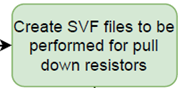 Create SVF files to be
performed for pull
down resistors